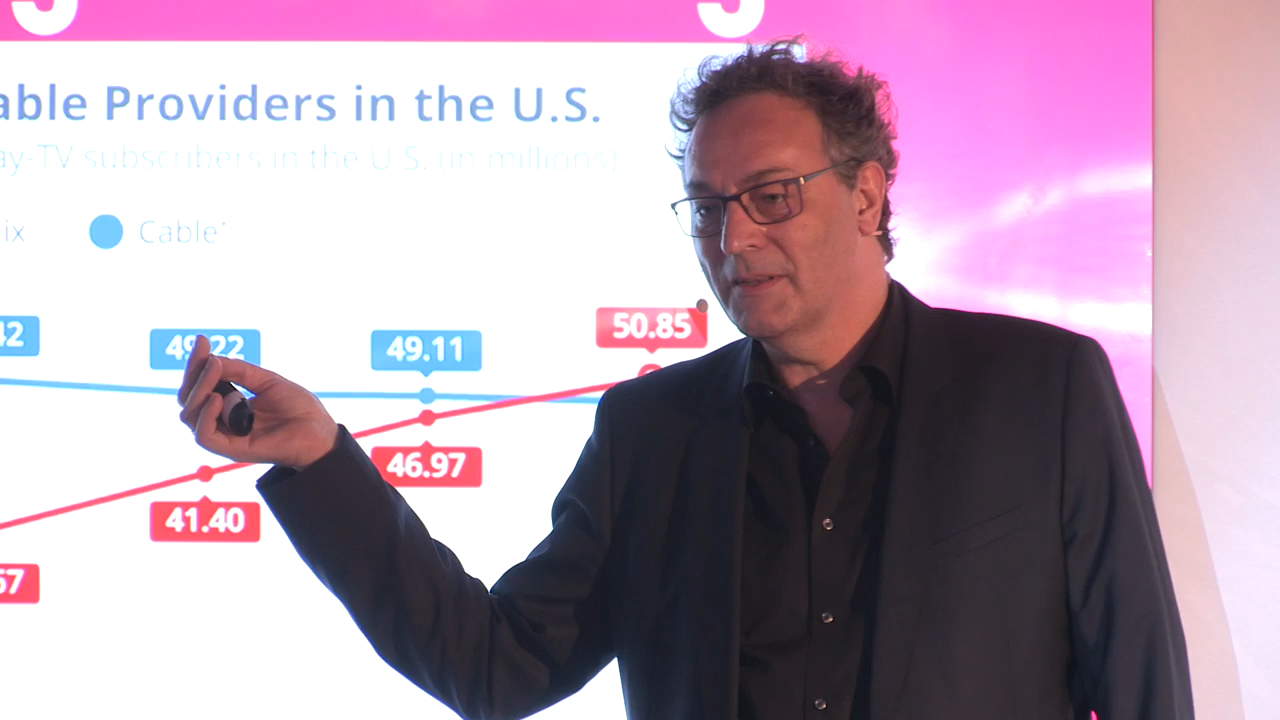 able Providers in the U.S.
ay-TV subscribers in the U.S. (in millions)
ix Cable*
42 49.22 49.11 50.85
41.40 46.97
57